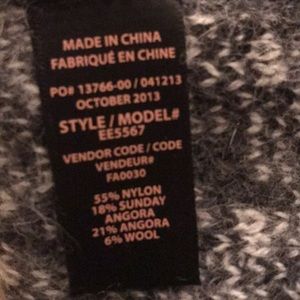 MADE IN CHINA
FABRIQUÉ EN CHINE
PO# 13766-00 / 041213
OCTOBER 2013
STYLE / MODEL#
EE5567
VENDOR CODE / CODE
VENDEUR#
FA0030
55% NYLON
18% SUNDAY
ANGORA
21% ANGORA
6% WOOL